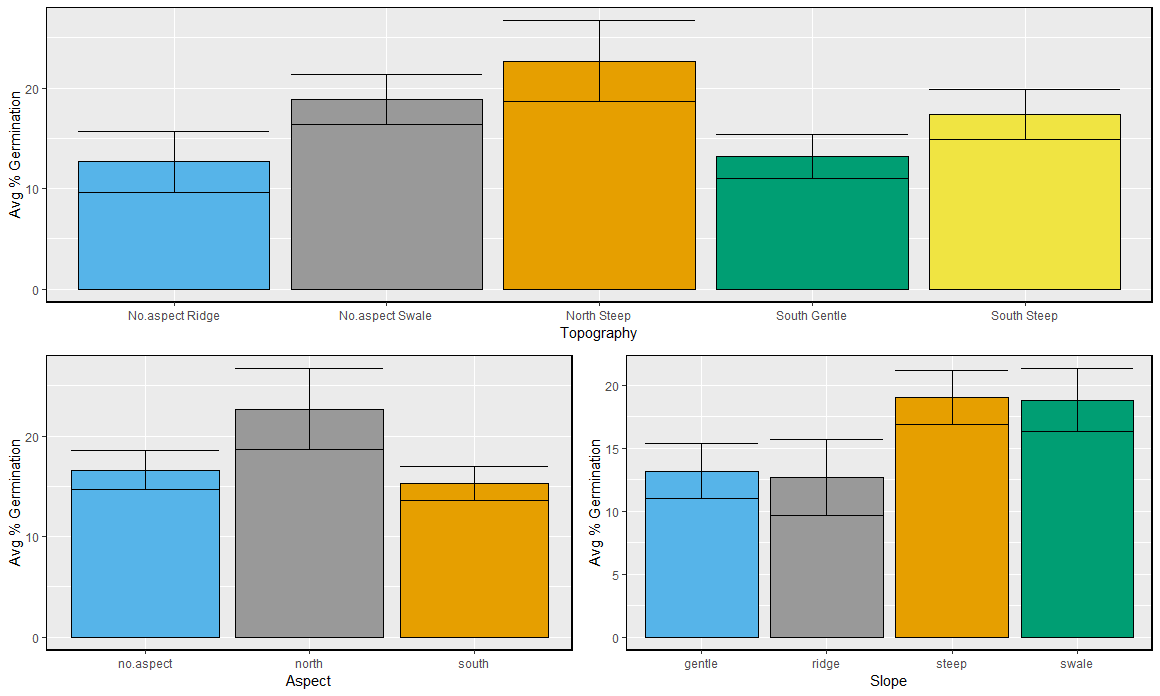 Avg % Germination
20
10
0
No.aspect Ridge No.aspect Swale North Steep South Gentle South Steep
Topography
Avg % Germination
20
10
0
no.aspect north south
Aspect
Avg % Germination
20
15
10
5
0
gentle ridge steep swale
Slope